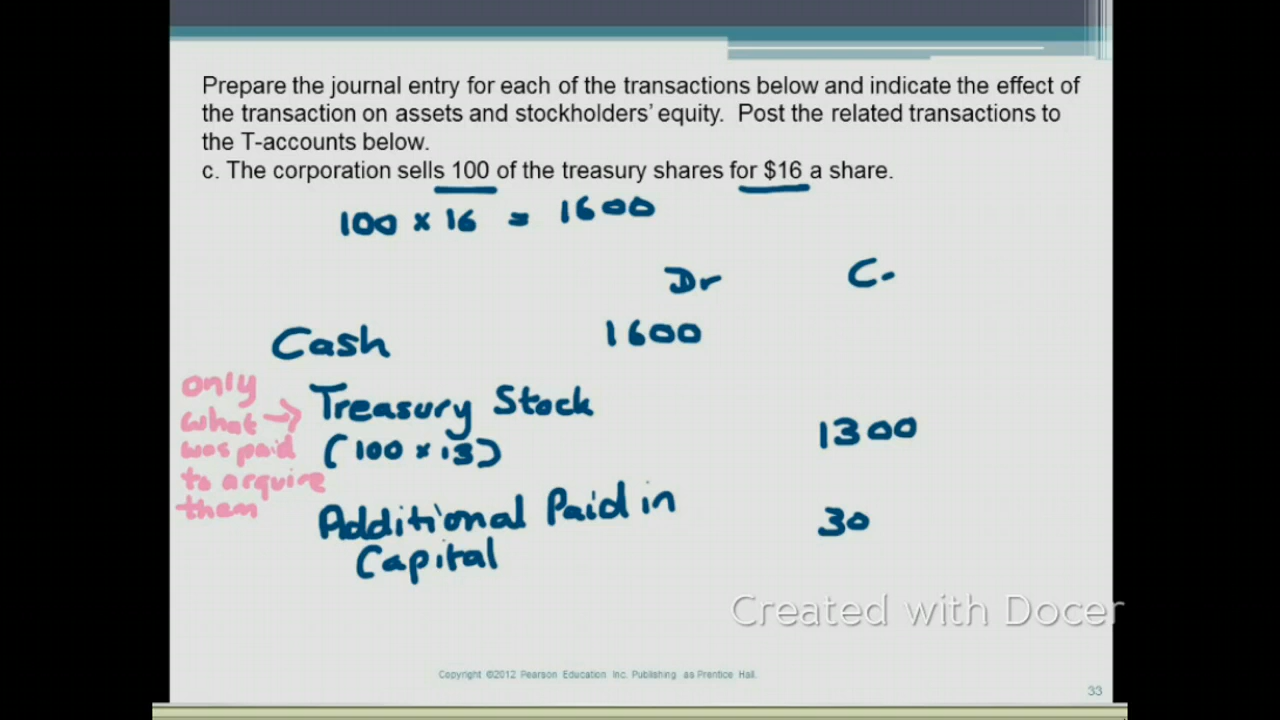 Prepare the journal entry for each of the transactions below and indicate the effect of
the transaction on assets and stockholders' equity. Post the related transactions to
the T-accounts below.
c. The corporation sells 100 of the treasury shares for $16 a share.
100 × 16 = 1600
Dr C.
Cash 1600
only
what →
was paid
to arquire
them
Treasury Stock
(100 × 13) 1300
Additional Paid in
Capital 30
Created with Docer
Copyright ©2012 Pearson Education Inc. Publishing as Prentice Hall.
33